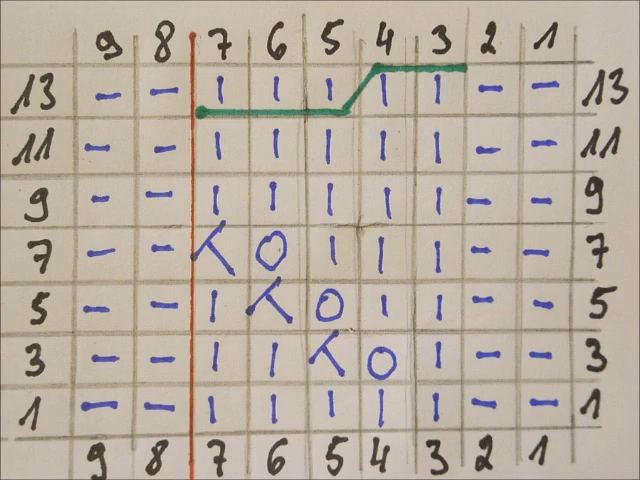 9 8 7 6 5 4 3 2 1
13 – – | | | | | – – 13
11 – – | | | | | – – 11
9 – – | | | | | – – 9
7 – – ⅄ O | | | – – 7
5 – – | ⅄ O | | – – 5
3 – – | | ⅄ O | – – 3
1 – – | | | | | – – 1
9 8 7 6 5 4 3 2 1